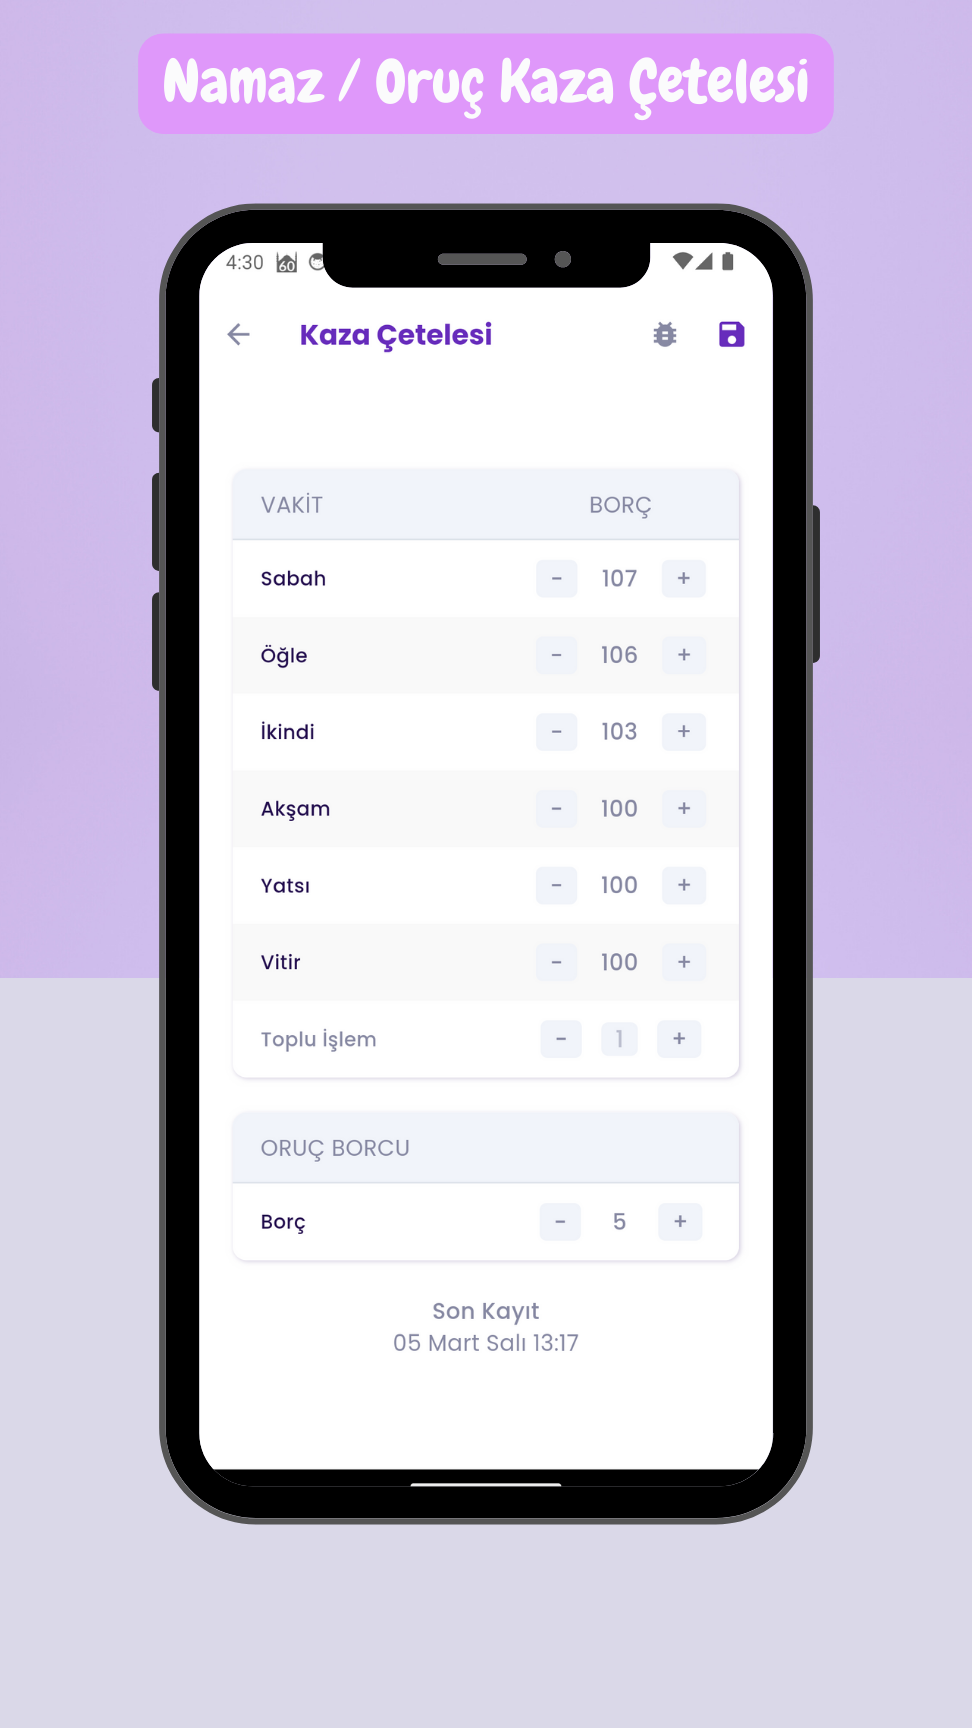 Namaz / Oruç Kaza Çetelesi
4:30 60
Kaza Çetelesi
VAKİT BORÇ
Sabah - 107 +
Öğle - 106 +
İkindi - 103 +
Akşam - 100 +
Yatsı - 100 +
Vitir - 100 +
Toplu İşlem - 1 +
ORUÇ BORCU
Borç - 5 +
Son Kayıt
05 Mart Salı 13:17